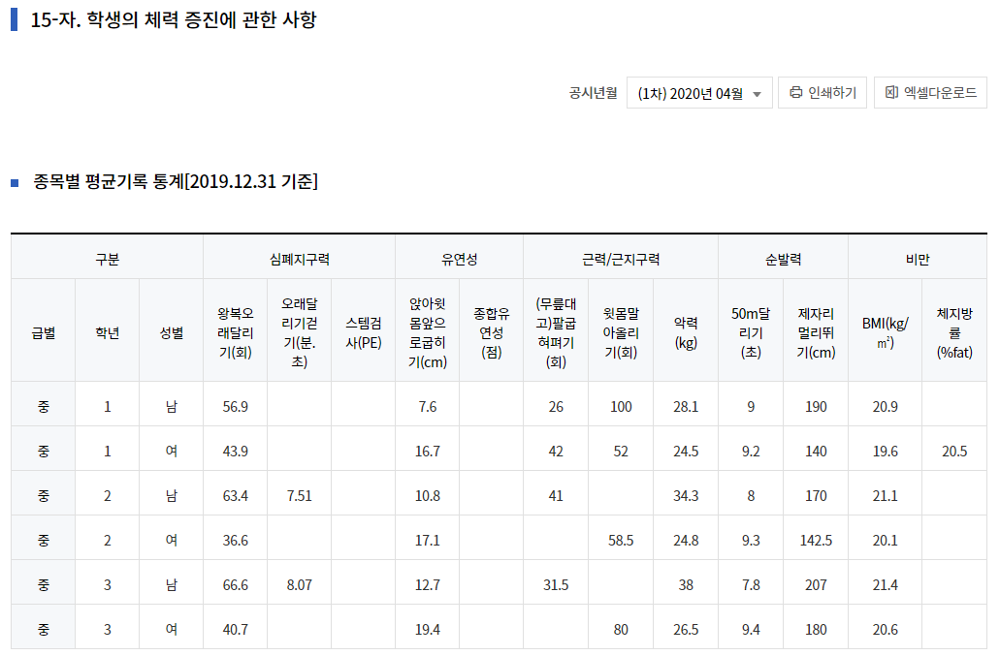 15-자. 학생의 체력 증진에 관한 사항
공시년월 (1차) 2020년 04월 인쇄하기 엑셀다운로드
종목별 평균기록 통계[2019.12.31 기준]
구분 심폐지구력 유연성 근력/근지구력 순발력 비만
급별 학년 성별 왕복오래달리기(회) 오래달리기걷기(분.초) 스텝검사(PE) 앉아윗몸앞으로굽히기(cm) 종합유연성(점) (무릎대고)팔굽혀펴기(회) 윗몸말아올리기(회) 악력(kg) 50m달리기(초) 제자리멀리뛰기(cm) BMI(kg/㎡) 체지방률(%fat)
중 1 남 56.9 7.6 26 100 28.1 9 190 20.9
중 1 여 43.9 16.7 42 52 24.5 9.2 140 19.6 20.5
중 2 남 63.4 7.51 10.8 41 34.3 8 170 21.1
중 2 여 36.6 17.1 58.5 24.8 9.3 142.5 20.1
중 3 남 66.6 8.07 12.7 31.5 38 7.8 207 21.4
중 3 여 40.7 19.4 80 26.5 9.4 180 20.6